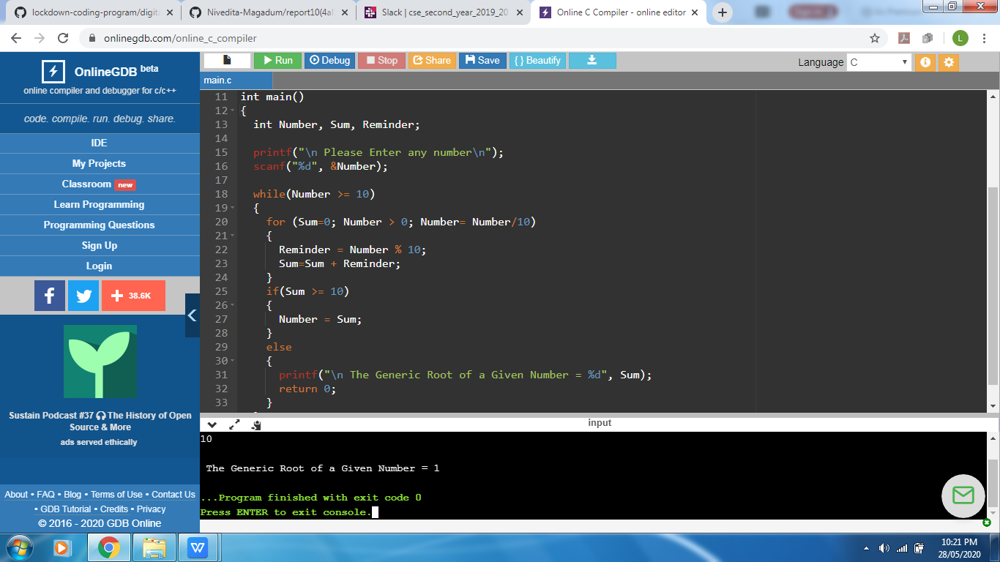 lockdown-coding-program/digit
Nivedita-Magadum/report10(4al
Slack | cse_second_year_2019_20
Online C Compiler - online editor
onlinegdb.com/online_c_compiler
L
OnlineGDB beta
online compiler and debugger for c/c++
code. compile. run. debug. share.
IDE
My Projects
Classroom new
Learn Programming
Programming Questions
Sign Up
Login
38.6K
Sustain Podcast #37 🎧 The History of Open
Source & More
ads served ethically
About • FAQ • Blog • Terms of Use • Contact Us
• GDB Tutorial • Credits • Privacy
© 2016 - 2020 GDB Online
Run Debug Stop Share Save { } Beautify
Language C
main.c
11 int main()
12 {
13 int Number, Sum, Reminder;
14
15 printf("\n Please Enter any number\n");
16 scanf("%d", &Number);
17
18 while(Number >= 10)
19 {
20 for (Sum=0; Number > 0; Number= Number/10)
21 {
22 Reminder = Number % 10;
23 Sum=Sum + Reminder;
24 }
25 if(Sum >= 10)
26 {
27 Number = Sum;
28 }
29 else
30 {
31 printf("\n The Generic Root of a Given Number = %d", Sum);
32 return 0;
33 }
input
10
The Generic Root of a Given Number = 1
...Program finished with exit code 0
Press ENTER to exit console.
10:21 PM
28/05/2020